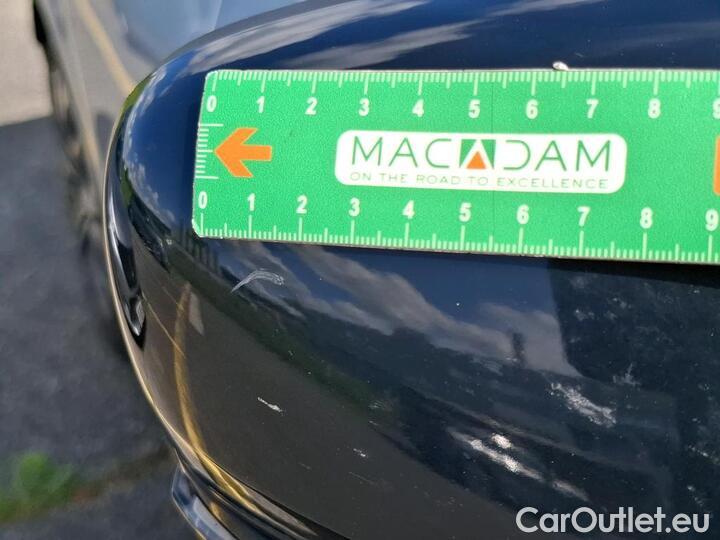 0 1 2 3 4 5 6 7 8 9
MACADAM
ON THE ROAD TO EXCELLENCE
0 1 2 3 4 5 6 7 8 9
CarOutlet.eu